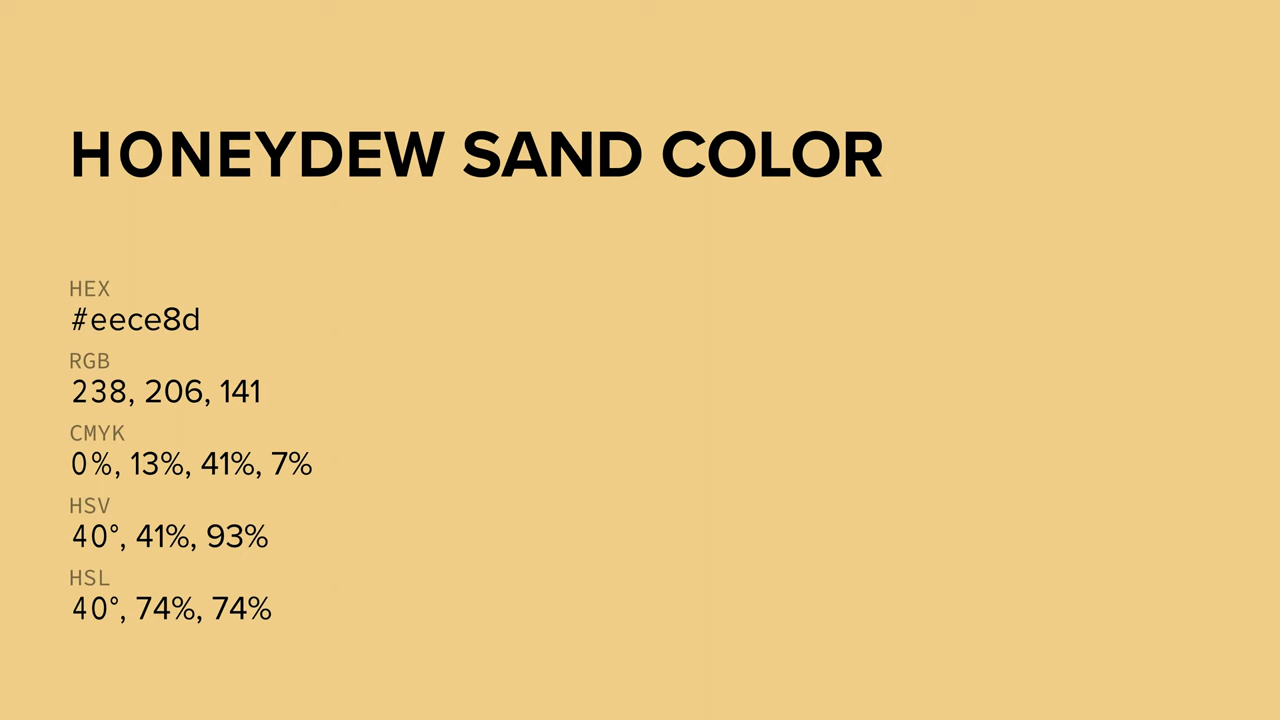 HONEYDEW SAND COLOR
HEX
#eece8d
RGB
238, 206, 141
CMYK
0%, 13%, 41%, 7%
HSV
40°, 41%, 93%
HSL
40°, 74%, 74%